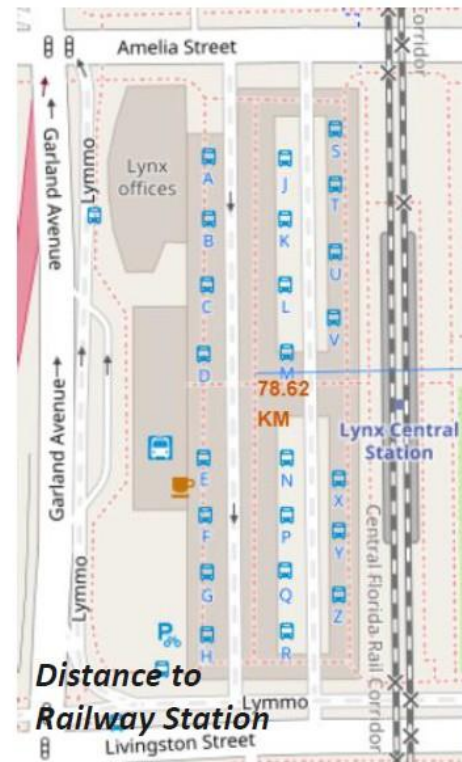 Amelia Street
Corridor
Garland Avenue
Lymmo
Lynx
offices
A
B
C
D
J
K
L
M
S
T
U
V
78.62
KM
Lynx Central
Station
Garland Avenue
Lymmo
E
F
G
H
N
P
Q
R
X
Y
Z
Central Florida Rail Corridor
Distance to
Railway Station
Lymmo
Livingston Street